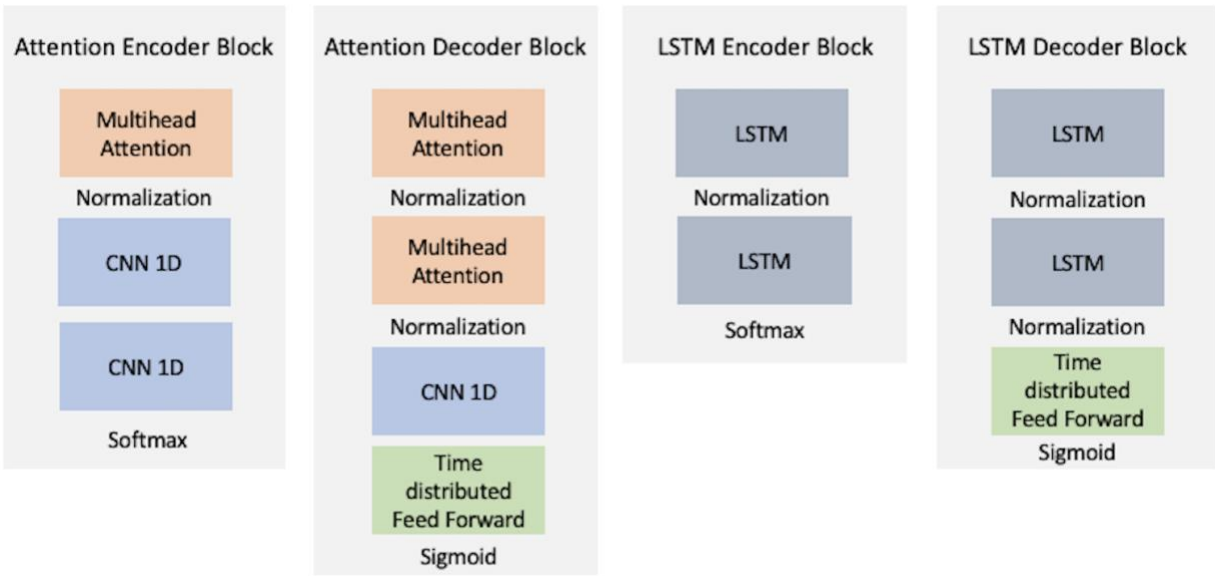 Attention Encoder Block
Multihead
Attention
Normalization
CNN 1D
CNN 1D
Softmax
Attention Decoder Block
Multihead
Attention
Normalization
Multihead
Attention
Normalization
CNN 1D
Time
distributed
Feed Forward
Sigmoid
LSTM Encoder Block
LSTM
Normalization
LSTM
Softmax
LSTM Decoder Block
LSTM
Normalization
LSTM
Normalization
Time
distributed
Feed Forward
Sigmoid